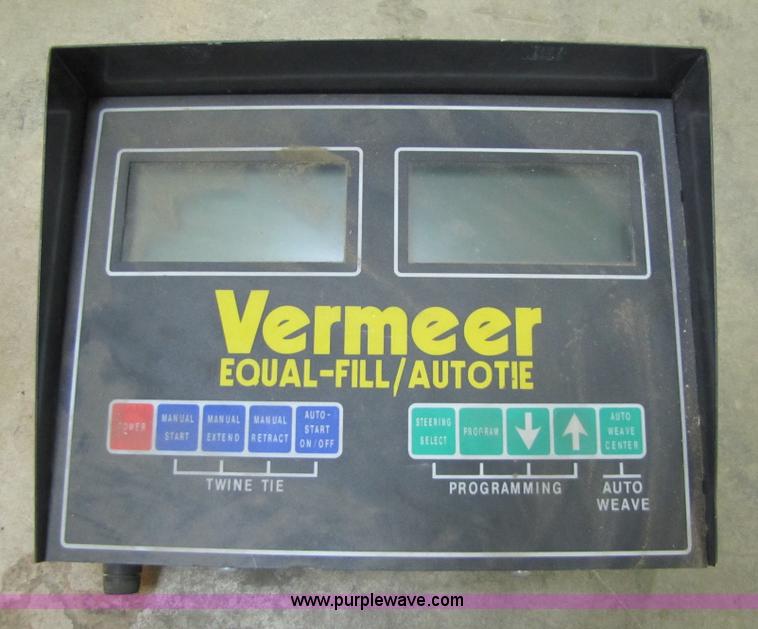 Vermeer
EQUAL-FILL/AUTOTIE
POWER
MANUAL
START
MANUAL
EXTEND
MANUAL
RETRACT
AUTO-
START
ON/OFF
TWINE TIE
STEERING
SELECT
PROGRAM
AUTO
WEAVE
CENTER
PROGRAMMING
AUTO
WEAVE
www.purplewave.com